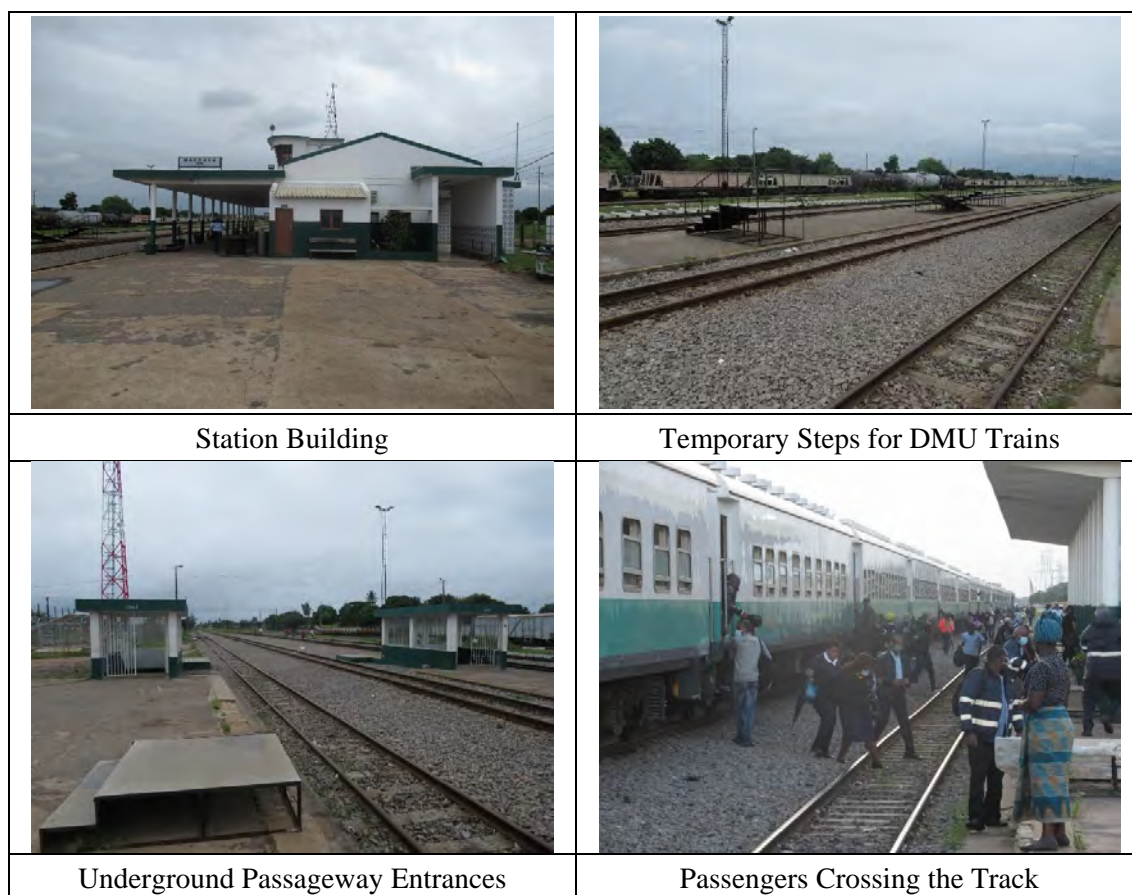 Station Building
Temporary Steps for DMU Trains
Underground Passageway Entrances
Passengers Crossing the Track